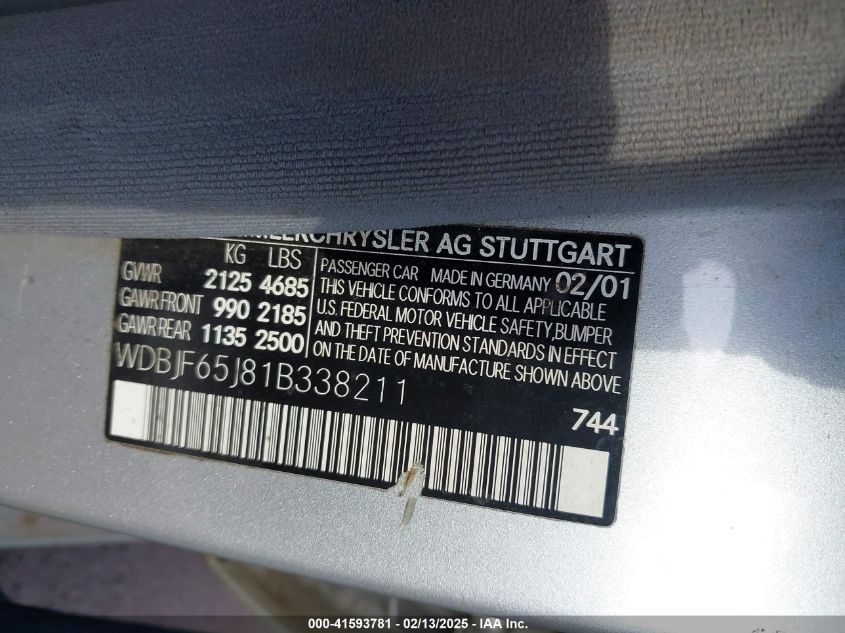 CHRYSLER AG STUTTGART
KG LBS
GVWR 2125 4685
GAWR FRONT 990 2185
GAWR REAR 1135 2500
PASSENGER CAR MADE IN GERMANY 02/01
THIS VEHICLE CONFORMS TO ALL APPLICABLE
U.S. FEDERAL MOTOR VEHICLE SAFETY, BUMPER
AND THEFT PREVENTION STANDARDS IN EFFECT
ON THE DATE OF MANUFACTURE SHOWN ABOVE
WDBJF65J81B338211
744
000-41593781 - 02/13/2025 - IAA Inc.